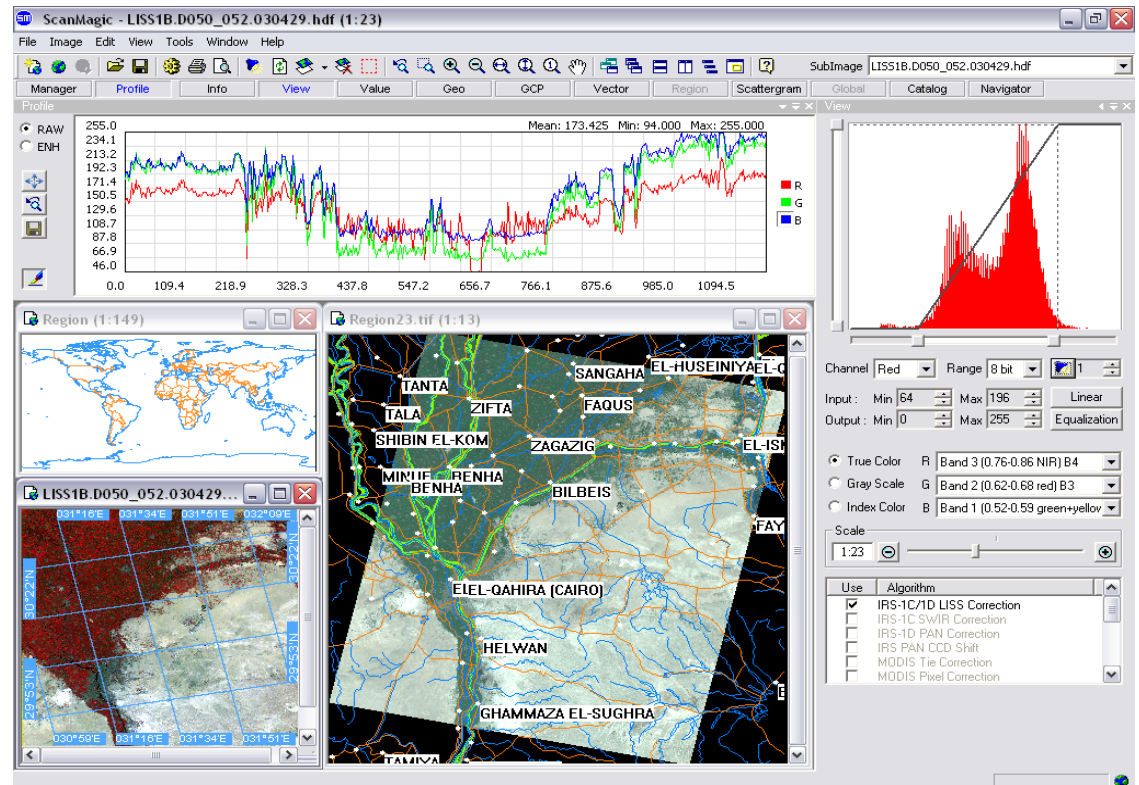 ScanMagic - LISS1B.D050_052.030429.hdf (1:23)
File Image Edit View Tools Window Help
SubImage LISS1B.D050_052.030429.hdf
Manager Profile Info View Value Geo GCP Vector Region Scattergram Global Catalog Navigator
Profile
View
RAW
ENH
Mean: 173.425 Min: 94.000 Max: 255.000
255.0
234.1
213.2
192.3
171.4
150.5
129.6
108.7
87.8
66.9
46.0
R
G
B
0.0 109.4 218.9 328.3 437.8 547.2 656.7 766.1 875.6 985.0 1094.5
Region (1:149)
Region23.tif (1:13)
TANTA
SANGAHA
EL-HUSEINIYA
EL-Q
TALA
ZIFTA
FAQUS
SHIBIN EL-KOM
ZAGAZIG
EL-ISM
BENHA
BENHA
BILBEIS
FAY
EL-QAHIRA (CAIRO)
HELWAN
GHAMMAZA EL-SUGHRA
TAMIYA
LISS1B.D050_052.030429...
031°16'E 031°34'E 031°51'E 032°09'E
30°22'N
30°22'N
29°53'N
29°53'N
030°59'E 031°16'E 031°34'E 031°51'E
Channel Red Range 8 bit 1
Input : Min 64 Max 196 Linear
Output : Min 0 Max 255 Equalization
True Color R Band 3 (0.76-0.86 NIR) B4
Gray Scale G Band 2 (0.62-0.68 red) B3
Index Color B Band 1 (0.52-0.59 green+yellow
Scale
1:23
Use Algorithm
IRS-1C/1D LISS Correction
IRS-1C SWIR Correction
IRS-1D PAN Correction
IRS PAN CCD Shift
MODIS Tie Correction
MODIS Pixel Correction